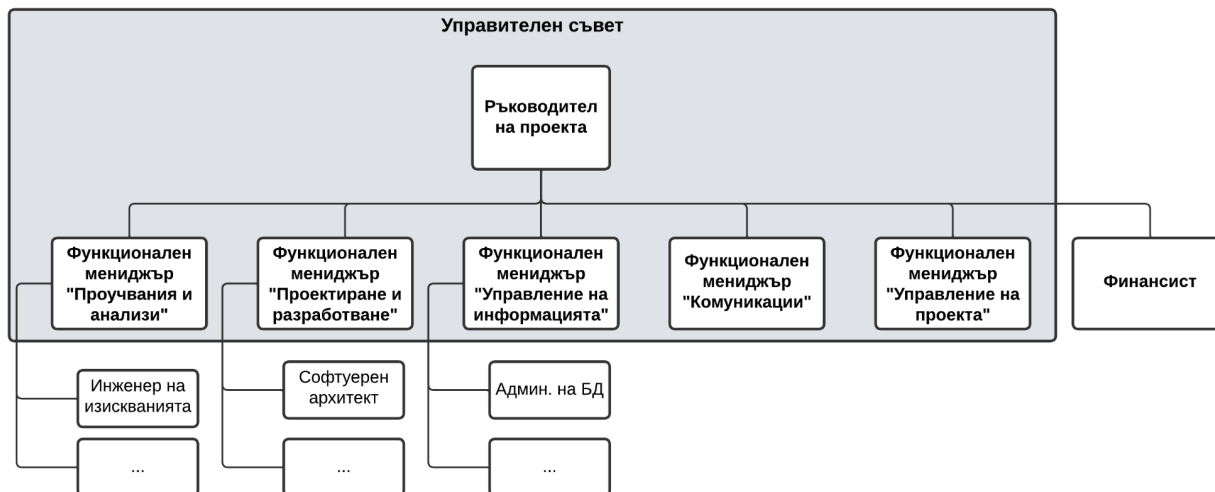 Управителен съвет
Ръководител
на проекта
Функционален
мениджър
"Проучвания и
анализи"
Функционален
мениджър
"Проектиране и
разработване"
Функционален
мениджър
"Управление на
информацията"
Функционален
мениджър
"Комуникации"
Функционален
мениджър
"Управление на
проекта"
Финансист
Инженер на
изискванията
Софтуерен
архитект
Админ. на БД
...
...
...